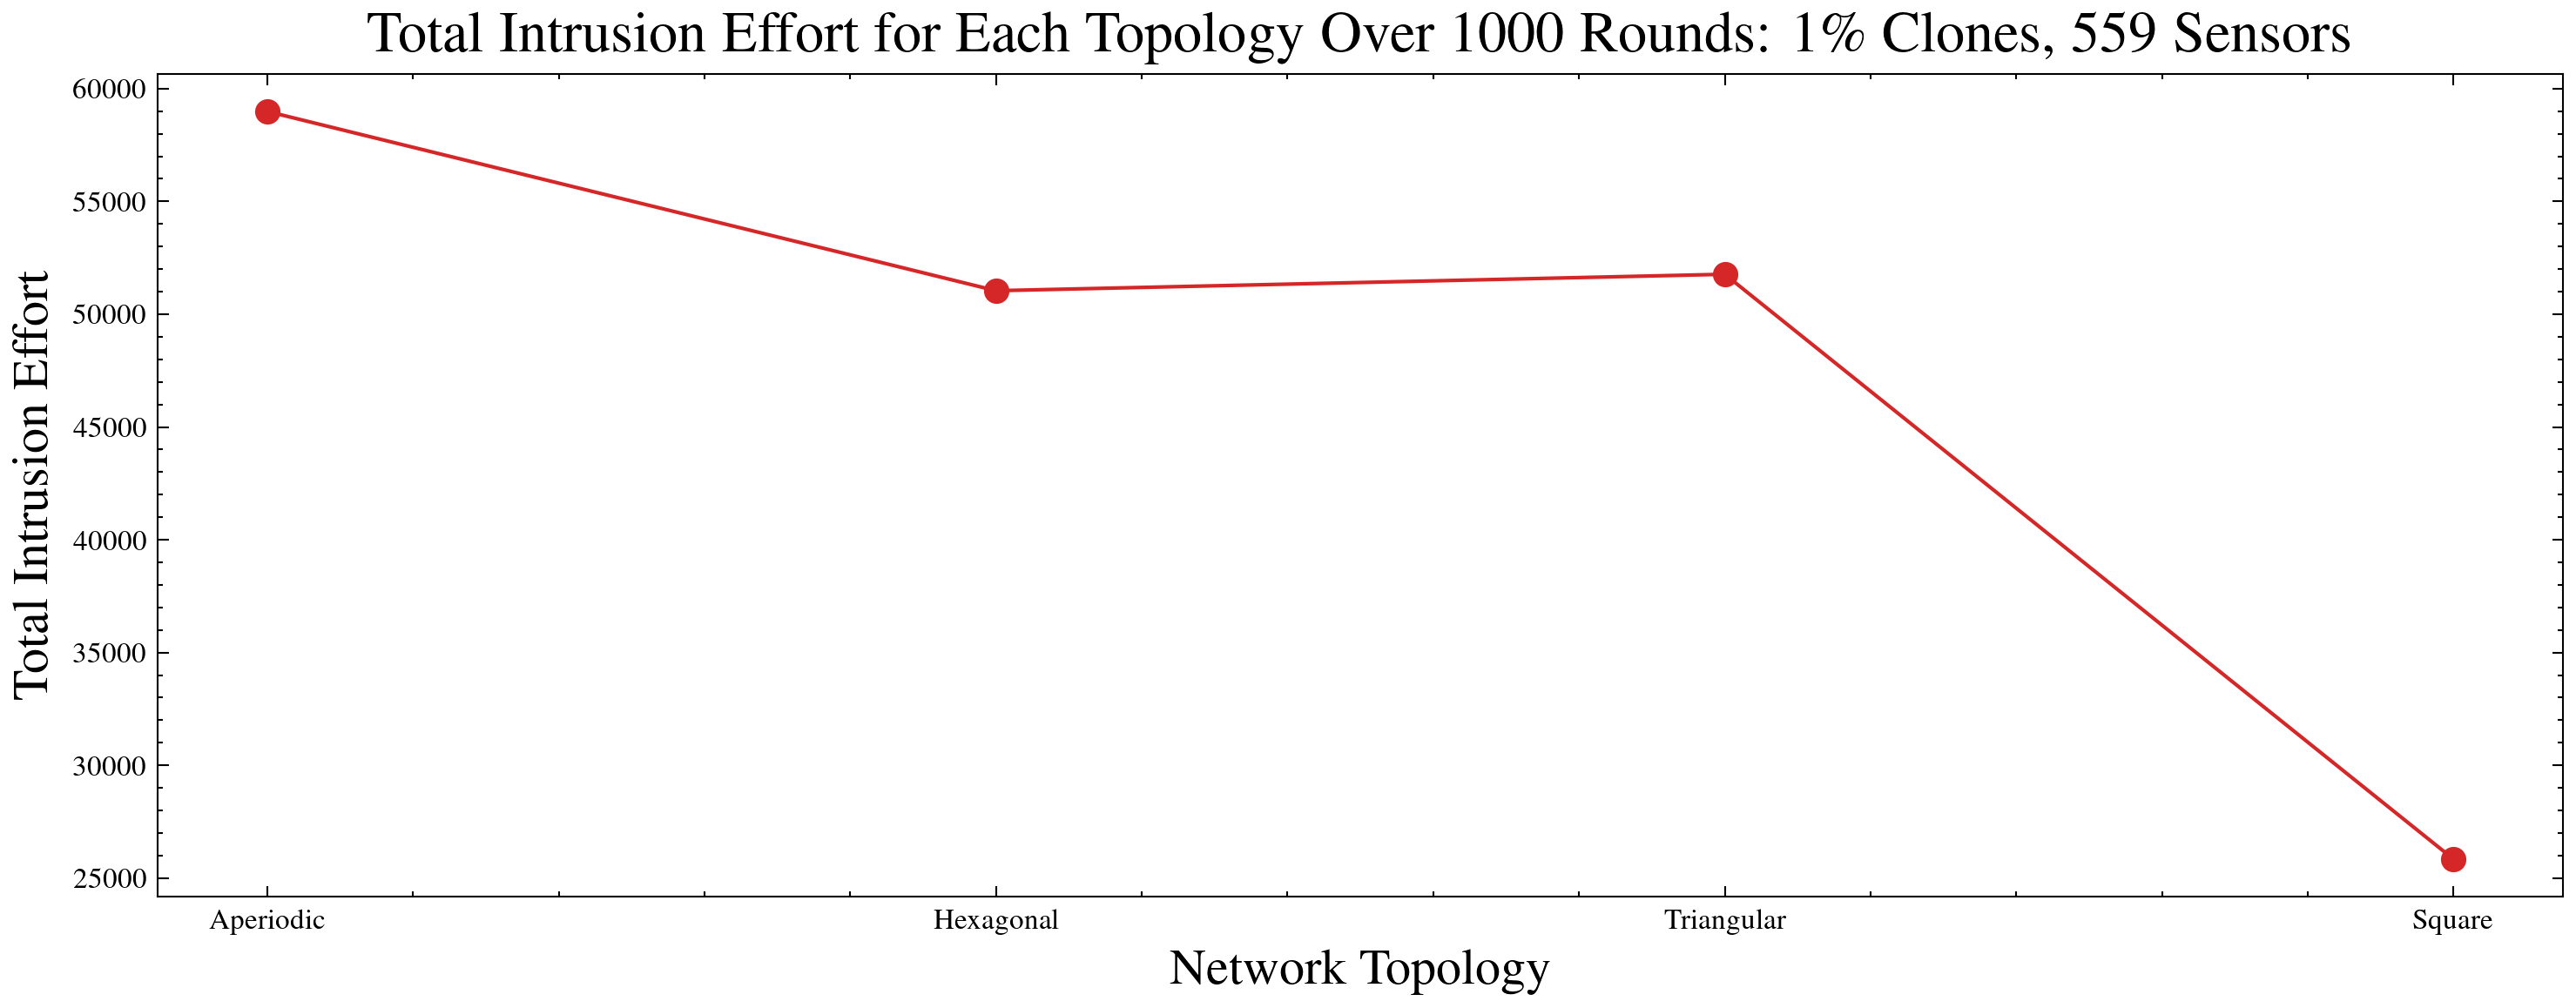 Total Intrusion Effort for Each Topology Over 1000 Rounds: 1% Clones, 559 Sensors
60000
55000
50000
45000
40000
35000
30000
25000
Total Intrusion Effort
Aperiodic
Hexagonal
Triangular
Square
Network Topology